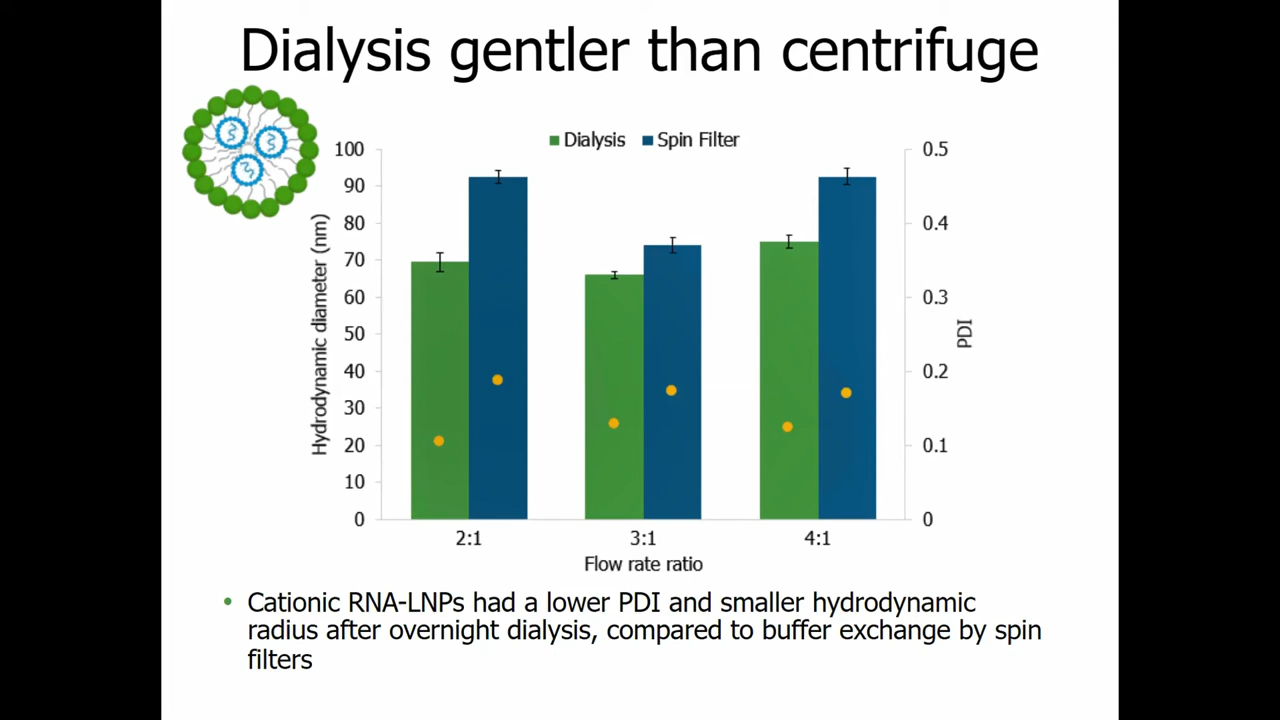 Dialysis gentler than centrifuge
Dialysis Spin Filter
100
90
80
70
60
50
40
30
20
10
0
Hydrodynamic diameter (nm)
0.5
0.4
0.3
0.2
0.1
0
PDI
2:1 3:1 4:1
Flow rate ratio
• Cationic RNA-LNPs had a lower PDI and smaller hydrodynamic
radius after overnight dialysis, compared to buffer exchange by spin
filters